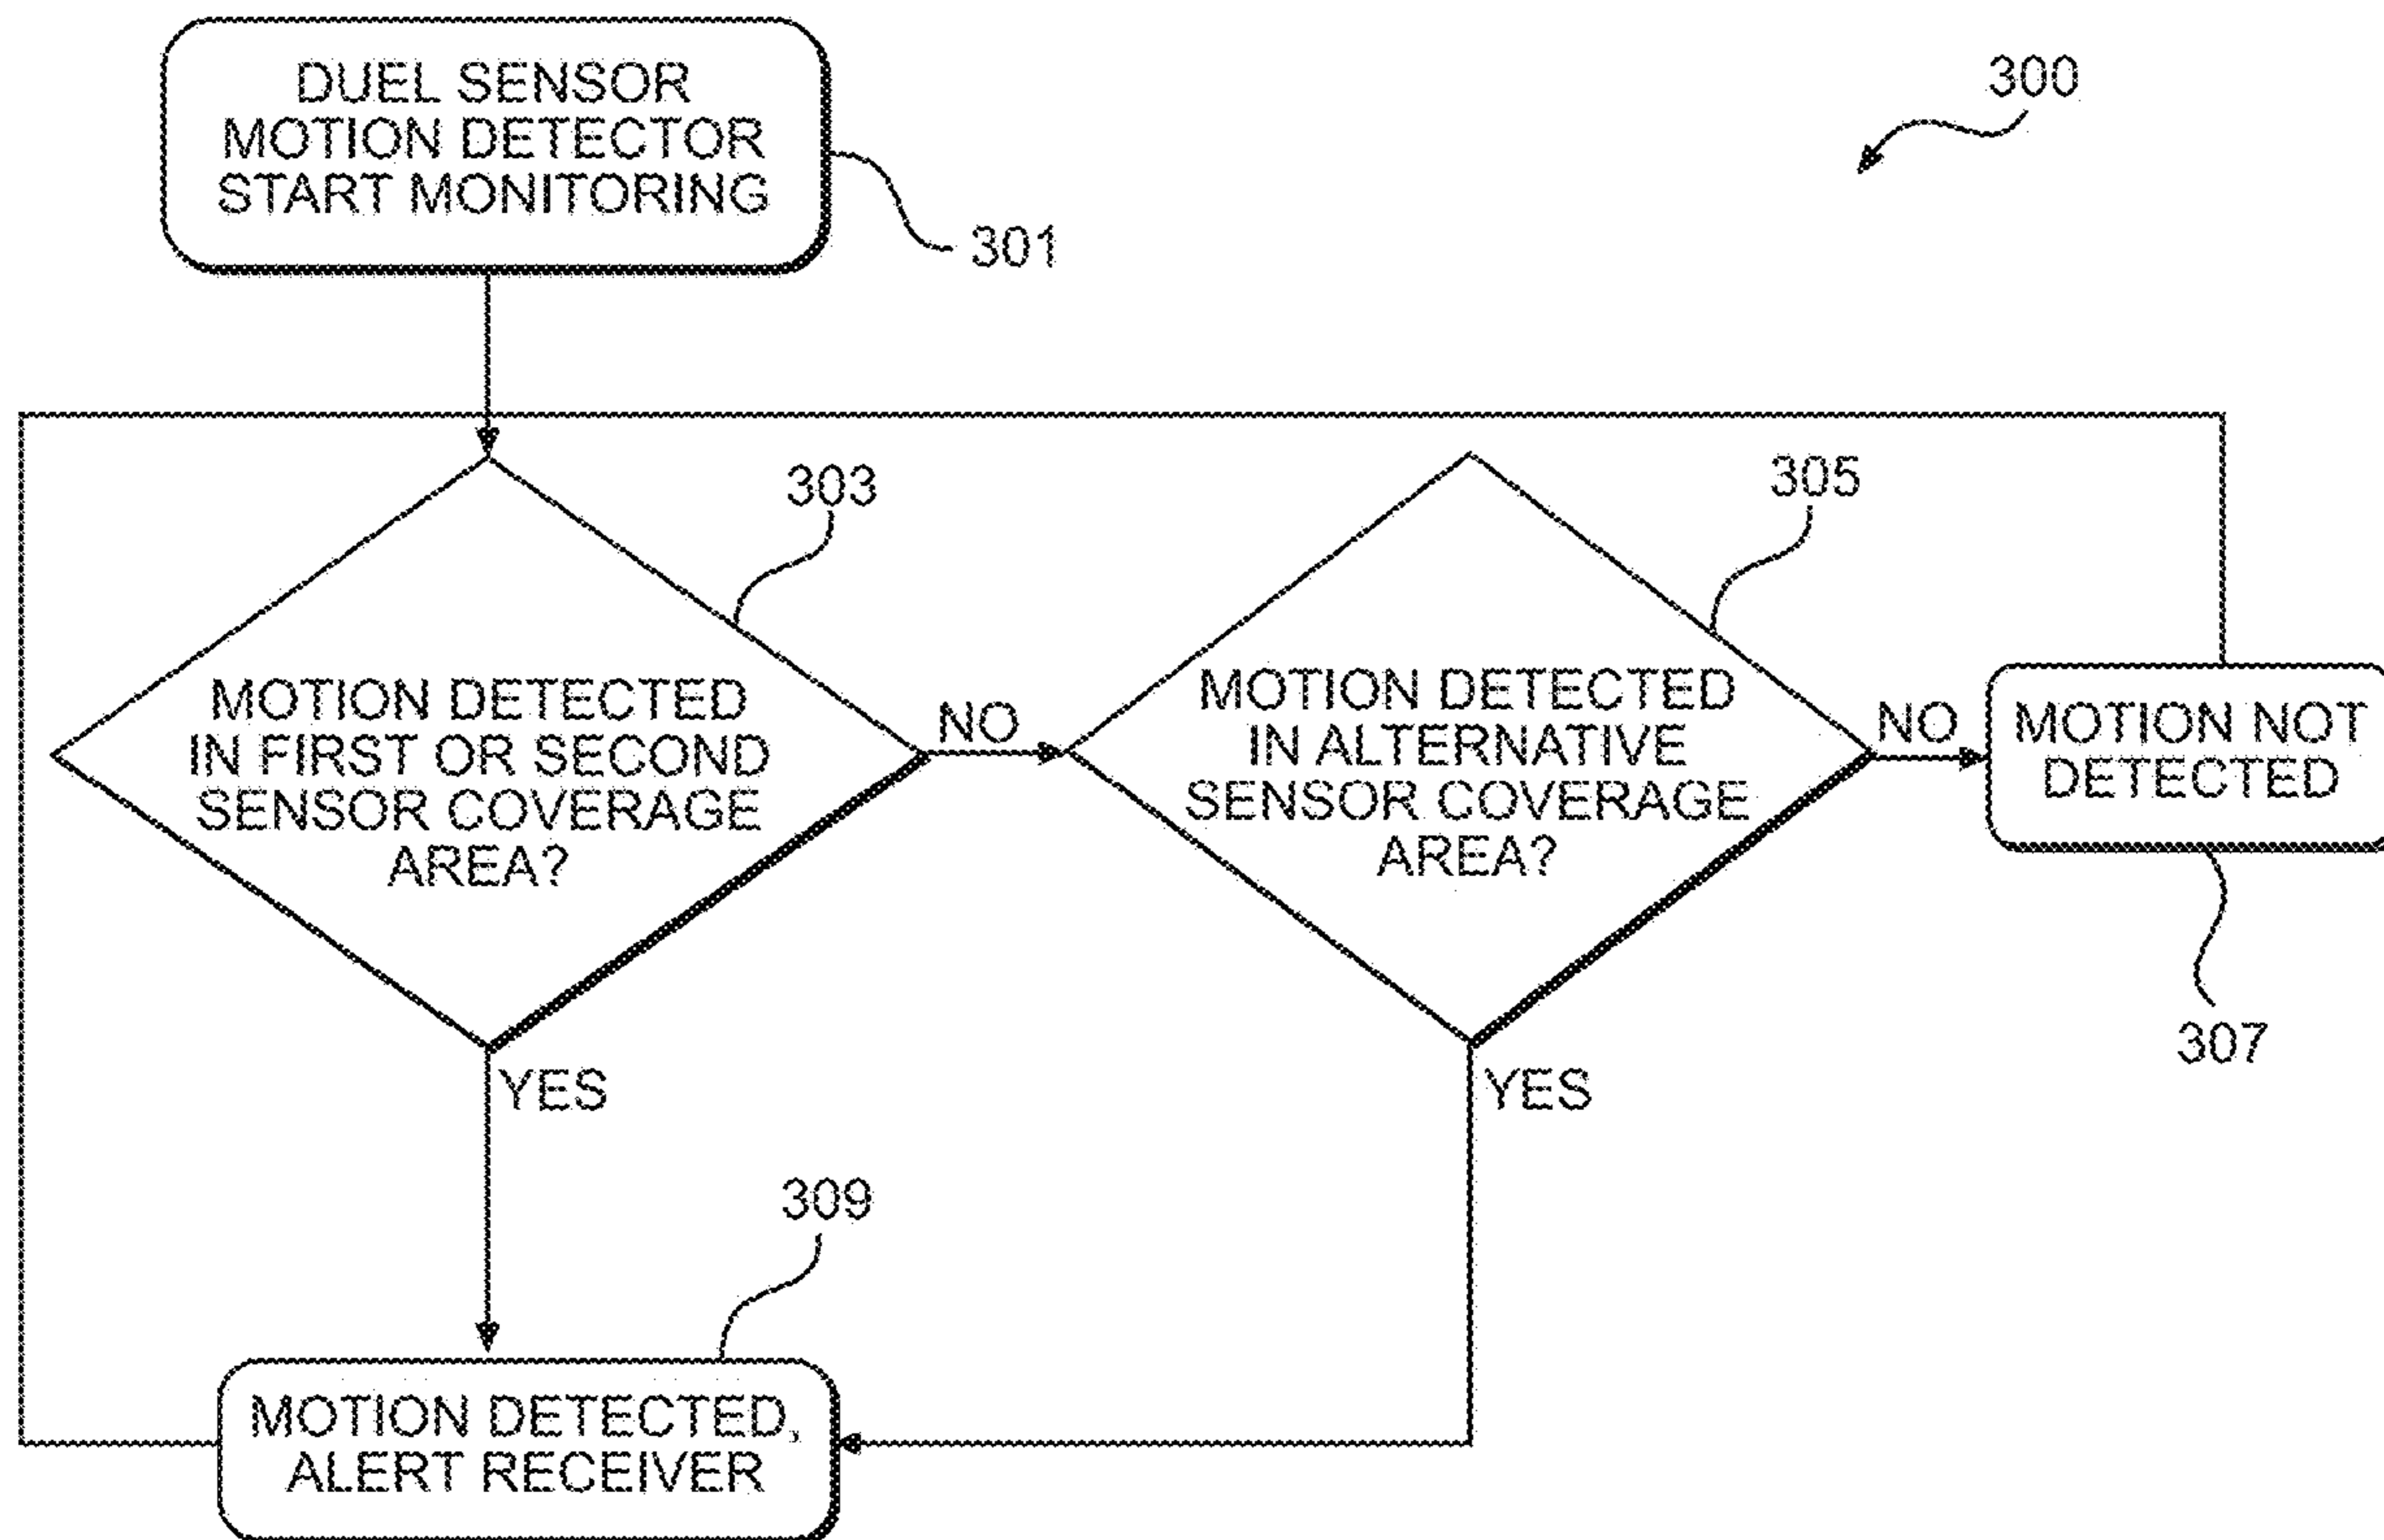 DUEL SENSOR
MOTION DETECTOR
START MONITORING
300
301
303
305
MOTION DETECTED
IN FIRST OR SECOND
SENSOR COVERAGE
AREA?
NO
MOTION DETECTED
IN ALTERNATIVE
SENSOR COVERAGE
AREA?
NO
MOTION NOT
DETECTED
307
YES
YES
309
MOTION DETECTED,
ALERT RECEIVER